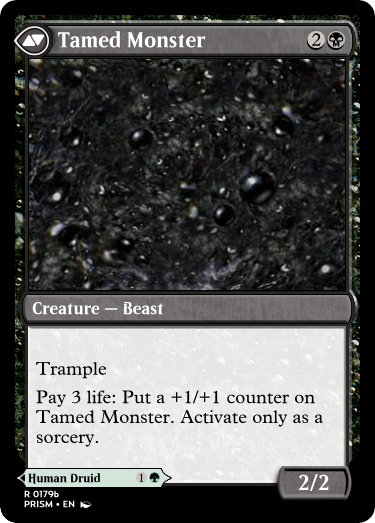 Tamed Monster 2
Creature — Beast
Trample
Pay 3 life: Put a +1/+1 counter on
Tamed Monster. Activate only as a
sorcery.
Human Druid 1
2/2
R 0179b
PRISM • EN